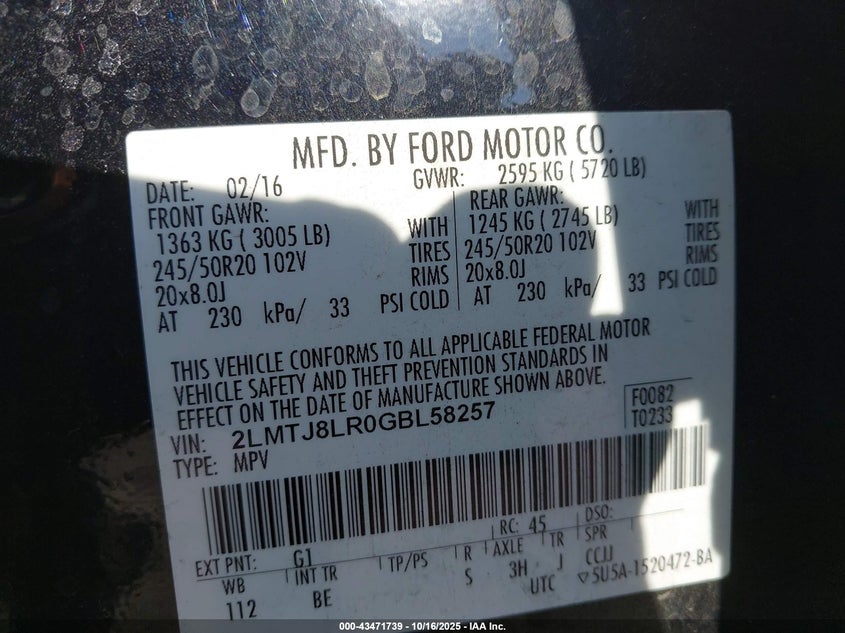 MFD. BY FORD MOTOR CO.
DATE: 02/16 GVWR: 2595 KG ( 5720 LB)
FRONT GAWR: REAR GAWR:
1363 KG ( 3005 LB) WITH 1245 KG ( 2745 LB) WITH
245/50R20 102V TIRES 245/50R20 102V TIRES
20x8.0J RIMS 20x8.0J RIMS
AT 230 kPa/ 33 PSI COLD AT 230 kPa/ 33 PSI COLD
THIS VEHICLE CONFORMS TO ALL APPLICABLE FEDERAL MOTOR
VEHICLE SAFETY AND THEFT PREVENTION STANDARDS IN
EFFECT ON THE DATE OF MANUFACTURE SHOWN ABOVE.
VIN: 2LMTJ8LR0GBL58257 F0082
TYPE: MPV T0233
RC: 45 DSO:
EXT PNT: G1
WB INT TR TP/PS R AXLE TR SPR
112 BE S 3H J CCJJ
UTC ▽5U5A-1520472-BA
000-43471739 - 10/16/2025 - IAA Inc.